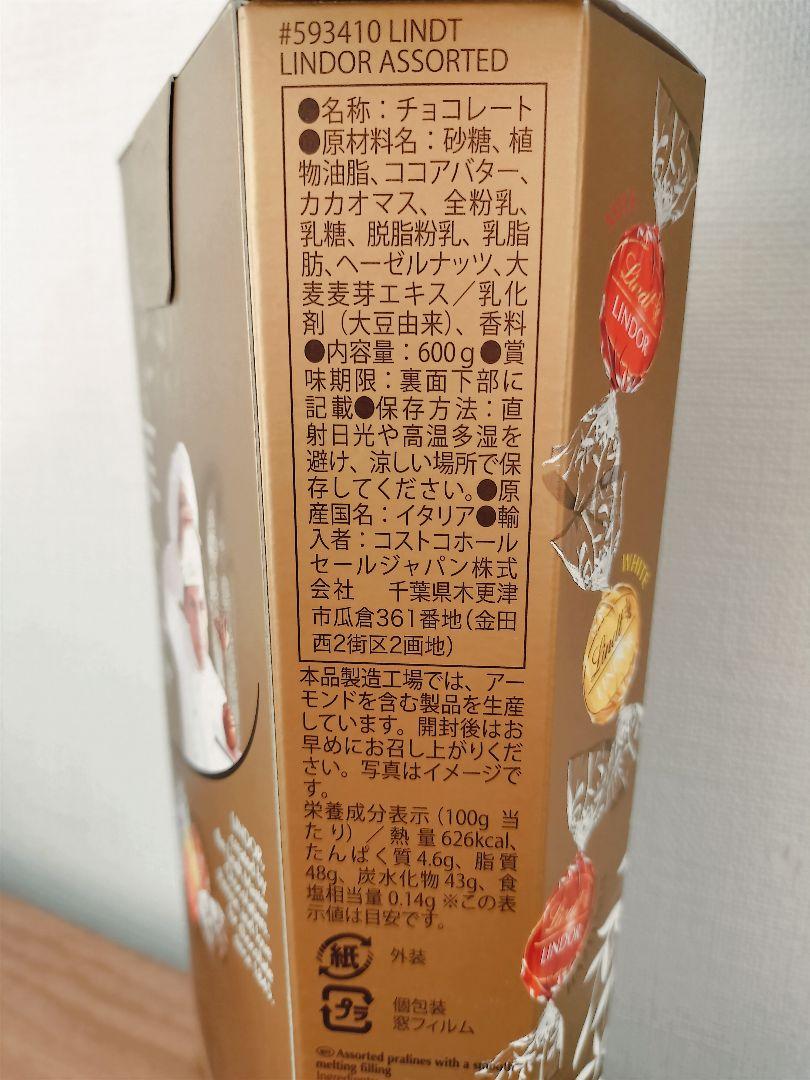 #593410 LINDT
LINDOR ASSORTED
●名称：チョコレート
●原材料名：砂糖、植
物油脂、ココアバター、
カカオマス、全粉乳、
乳糖、脱脂粉乳、乳脂
肪、ヘーゼルナッツ、大
麦麦芽エキス／乳化
剤（大豆由来）、香料
●内容量：600g●賞
味期限：裏面下部に
記載●保存方法：直
射日光や高温多湿を
避け、涼しい場所で保
存してください。●原
産国名：イタリア●輸
入者：コストコホール
セールジャパン株式
会社 千葉県木更津
市瓜倉361番地（金田
西2街区2画地）
本品製造工場では、アー
モンドを含む製品を生産
しています。開封後はお
早めにお召し上がりくだ
さい。写真はイメージで
す。
栄養成分表示（100g 当
たり）／熱量626kcal、
たんぱく質4.6g、脂質
48g、炭水化物43g、食
塩相当量0.14g ※この表
示値は目安です。
紙 外装
プラ 個包装
窓フィルム
Assorted pralines with a smooth
melting filling
Lindt
LINDOR
WHITE
Lindt
Lindt
LINDOR